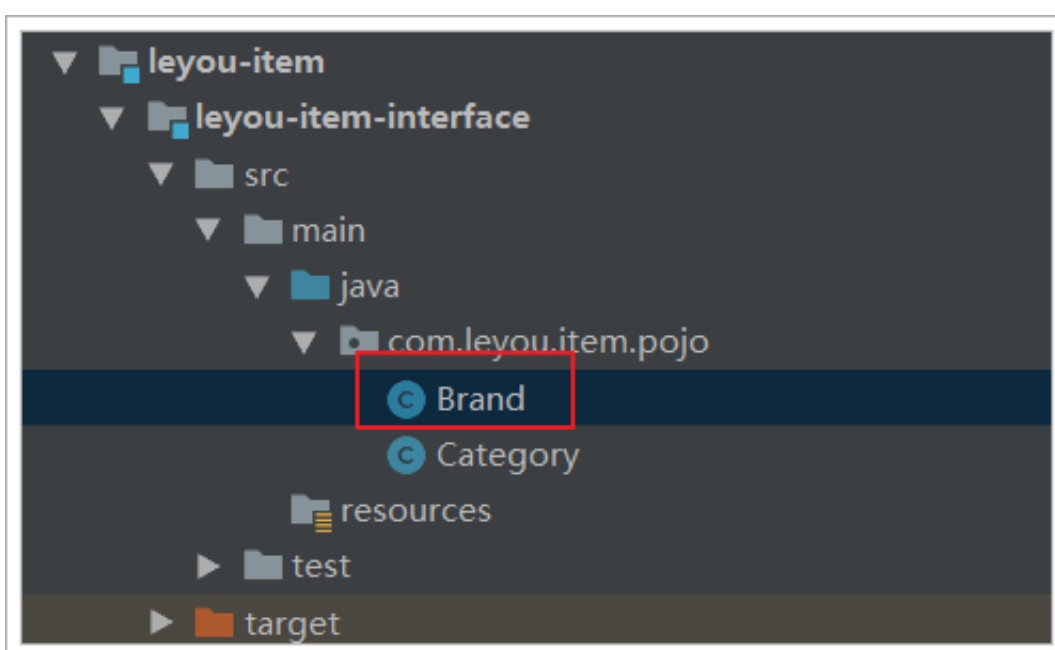 leyou-item
leyou-item-interface
src
main
java
com.leyou.item.pojo
C Brand
C Category
resources
test
target